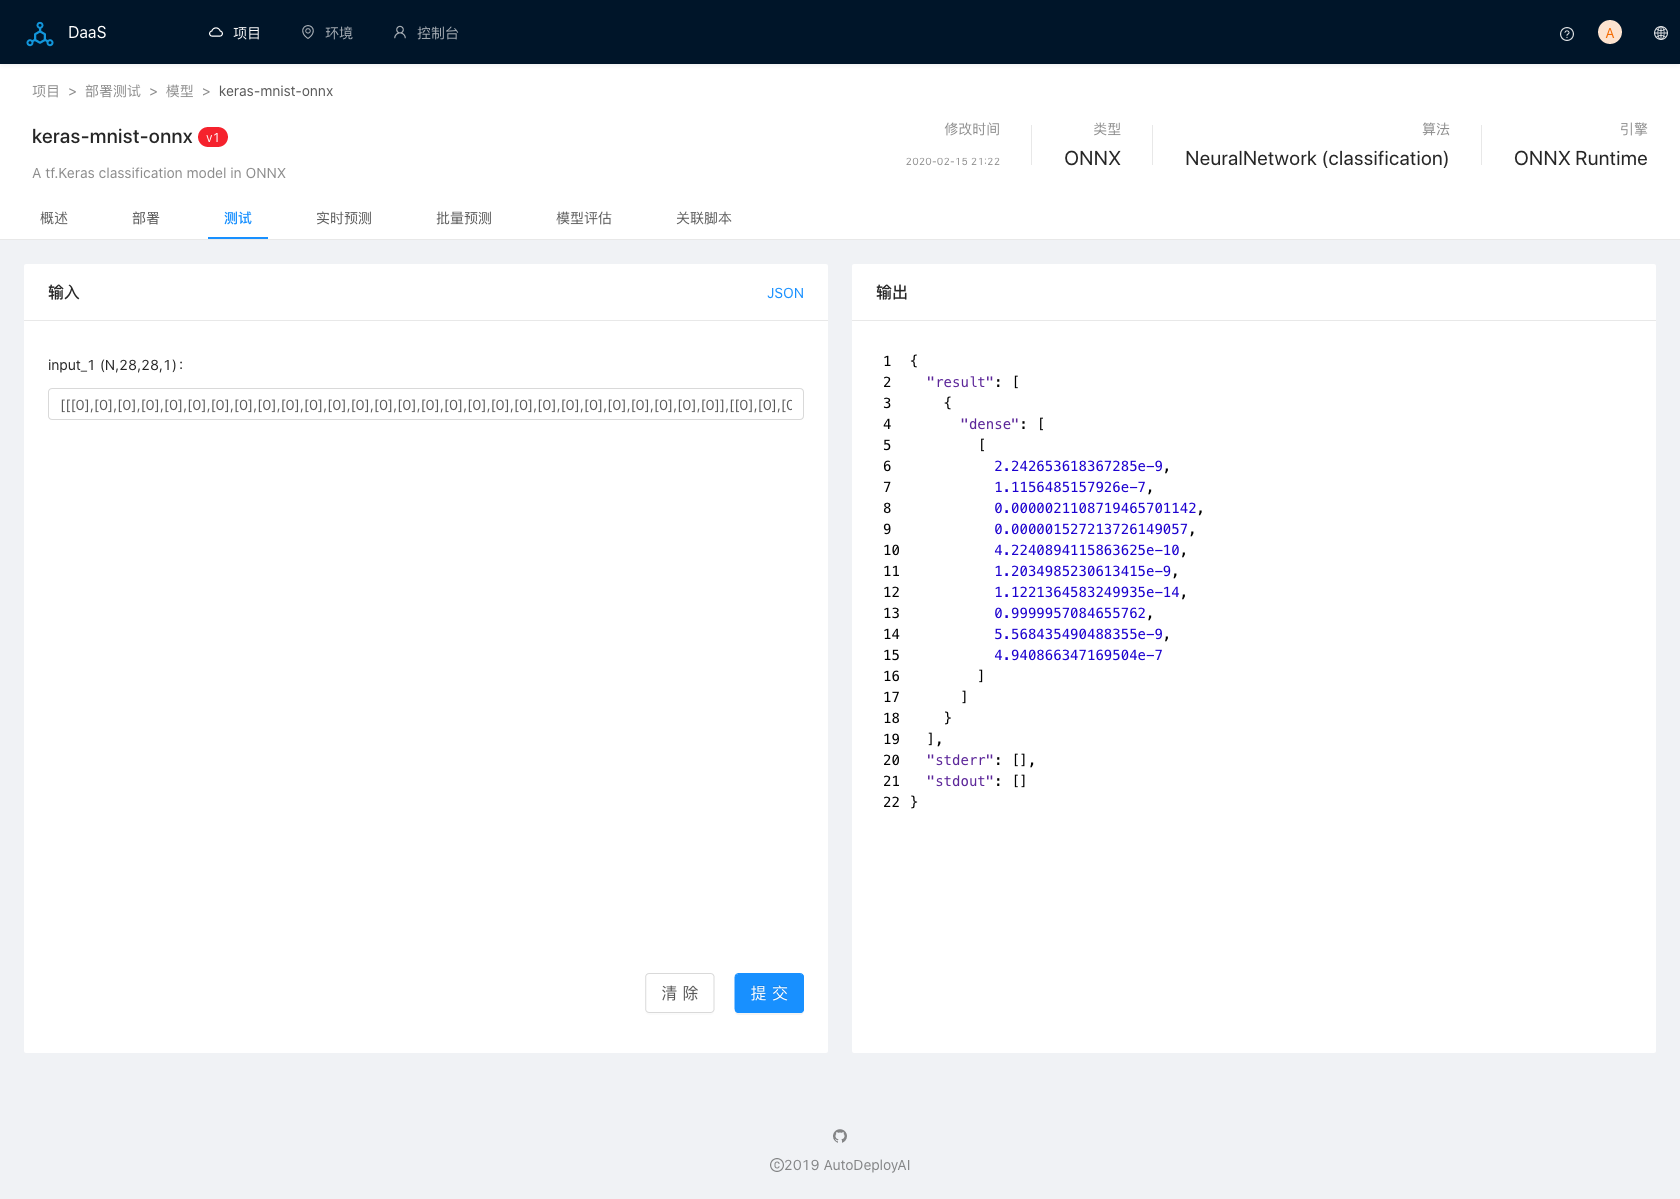 DaaS
项目
环境
控制台
A
项目 > 部署测试 > 模型 > keras-mnist-onnx
keras-mnist-onnx v1
A tf.Keras classification model in ONNX
修改时间
2020-02-15 21:22
类型
ONNX
算法
NeuralNetwork (classification)
引擎
ONNX Runtime
概述
部署
测试
实时预测
批量预测
模型评估
关联脚本
输入
JSON
input_1 (N,28,28,1) :
[[[0],[0],[0],[0],[0],[0],[0],[0],[0],[0],[0],[0],[0],[0],[0],[0],[0],[0],[0],[0],[0],[0],[0],[0],[0],[0],[0],[0]],[[0],[0],[0
清 除
提 交
输出
1 {
2 "result": [
3 {
4 "dense": [
5 [
6 2.242653618367285e-9,
7 1.1156485157926e-7,
8 0.0000021108719465701142,
9 0.000001527213726149057,
10 4.2240894115863625e-10,
11 1.2034985230613415e-9,
12 1.1221364583249935e-14,
13 0.9999957084655762,
14 5.568435490488355e-9,
15 4.940866347169504e-7
16 ]
17 ]
18 }
19 ],
20 "stderr": [],
21 "stdout": []
22 }
©2019 AutoDeployAI